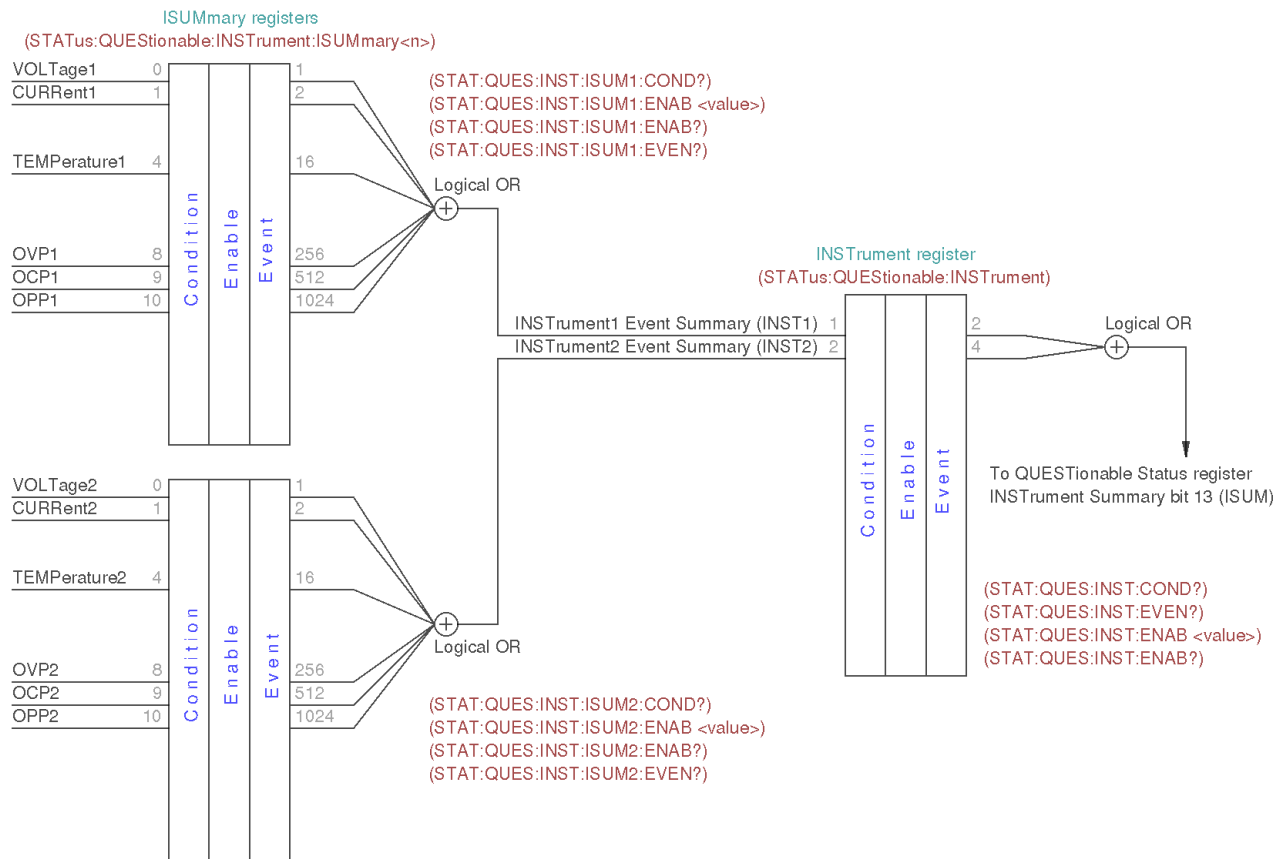 ISUMmary registers
(STATus:QUEStionable:INSTrument:ISUMmary<n>)
VOLTage1 0 1
CURRent1 1 2
TEMPerature1 4 16
OVP1 8 256
OCP1 9 512
OPP1 10 1024
Condition
Enable
Event
(STAT:QUES:INST:ISUM1:COND?)
(STAT:QUES:INST:ISUM1:ENAB <value>)
(STAT:QUES:INST:ISUM1:ENAB?)
(STAT:QUES:INST:ISUM1:EVEN?)
Logical OR
INSTrument register
(STATus:QUEStionable:INSTrument)
INSTrument1 Event Summary (INST1) 1 2
INSTrument2 Event Summary (INST2) 2 4
Logical OR
Condition
Enable
Event
To QUESTionable Status register
INSTrument Summary bit 13 (ISUM)
(STAT:QUES:INST:COND?)
(STAT:QUES:INST:EVEN?)
(STAT:QUES:INST:ENAB <value>)
(STAT:QUES:INST:ENAB?)
VOLTage2 0 1
CURRent2 1 2
TEMPerature2 4 16
OVP2 8 256
OCP2 9 512
OPP2 10 1024
Condition
Enable
Event
Logical OR
(STAT:QUES:INST:ISUM2:COND?)
(STAT:QUES:INST:ISUM2:ENAB <value>)
(STAT:QUES:INST:ISUM2:ENAB?)
(STAT:QUES:INST:ISUM2:EVEN?)